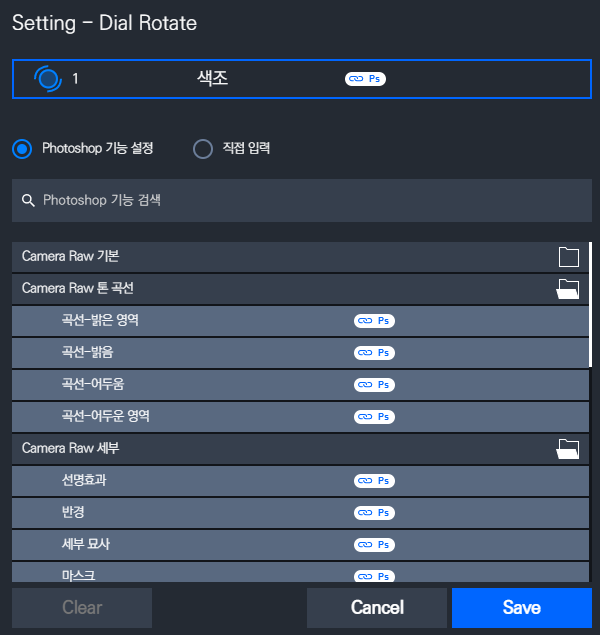 Setting - Dial Rotate
1 색조 Ps
Photoshop 기능 설정 직접 입력
Photoshop 기능 검색
Camera Raw 기본
Camera Raw 톤 곡선
곡선-밝은 영역 Ps
곡선-밝음 Ps
곡선-어두움 Ps
곡선-어두운 영역 Ps
Camera Raw 세부
선명효과 Ps
반경 Ps
세부 묘사 Ps
마스크 Ps
Clear Cancel Save